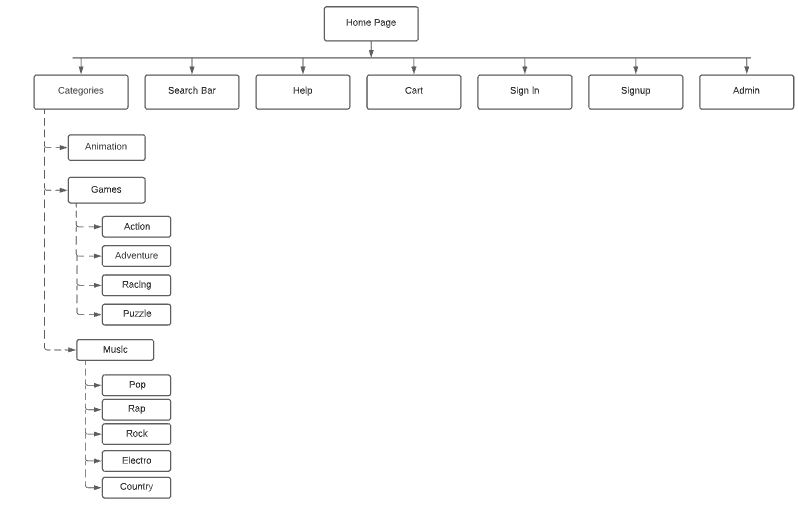 Home Page
Categories
Search Bar
Help
Cart
Sign In
Signup
Admin
Animation
Games
Action
Adventure
Racing
Puzzle
Music
Pop
Rap
Rock
Electro
Country